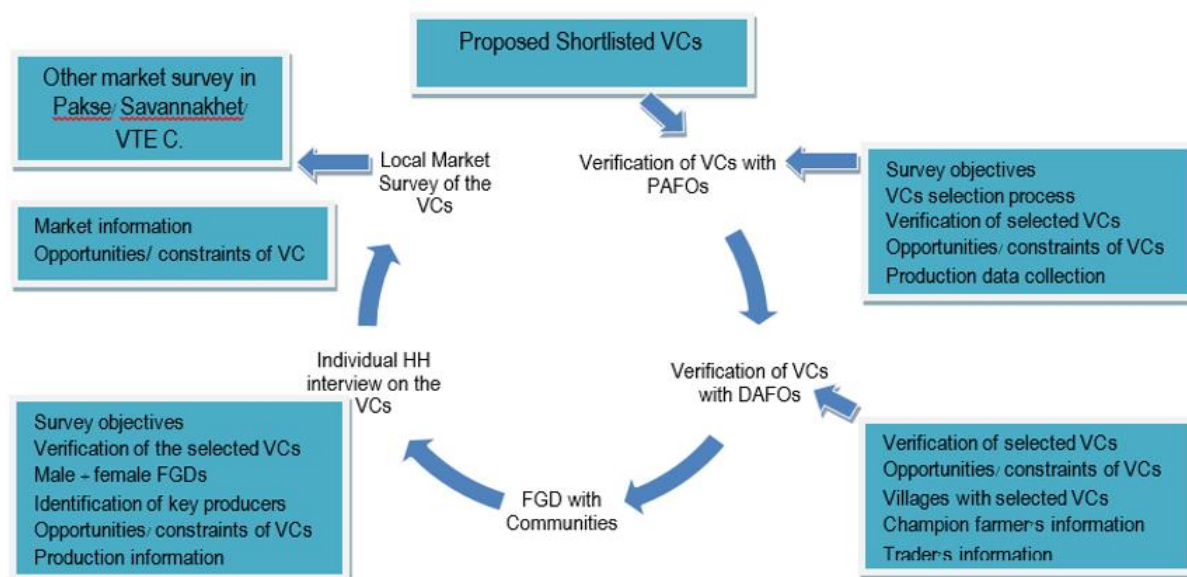 Proposed Shortlisted VCs
Other market survey in
Pakse/ Savannakhet/
VTE C.
Local Market
Survey of the
VCs
Verification of VCs with
PAFOs
Survey objectives
VCs selection process
Verification of selected VCs
Opportunities/ constraints of VCs
Production data collection
Market information
Opportunities/ constraints of VC
Individual HH
interview on the
VCs
Verification of VCs
with DAFOs
Survey objectives
Verification of the selected VCs
Male + female FGDs
Identification of key producers
Opportunities/ constraints of VCs
Production information
FGD with
Communities
Verification of selected VCs
Opportunities/ constraints of VCs
Villages with selected VCs
Champion farmer's information
Trader's information